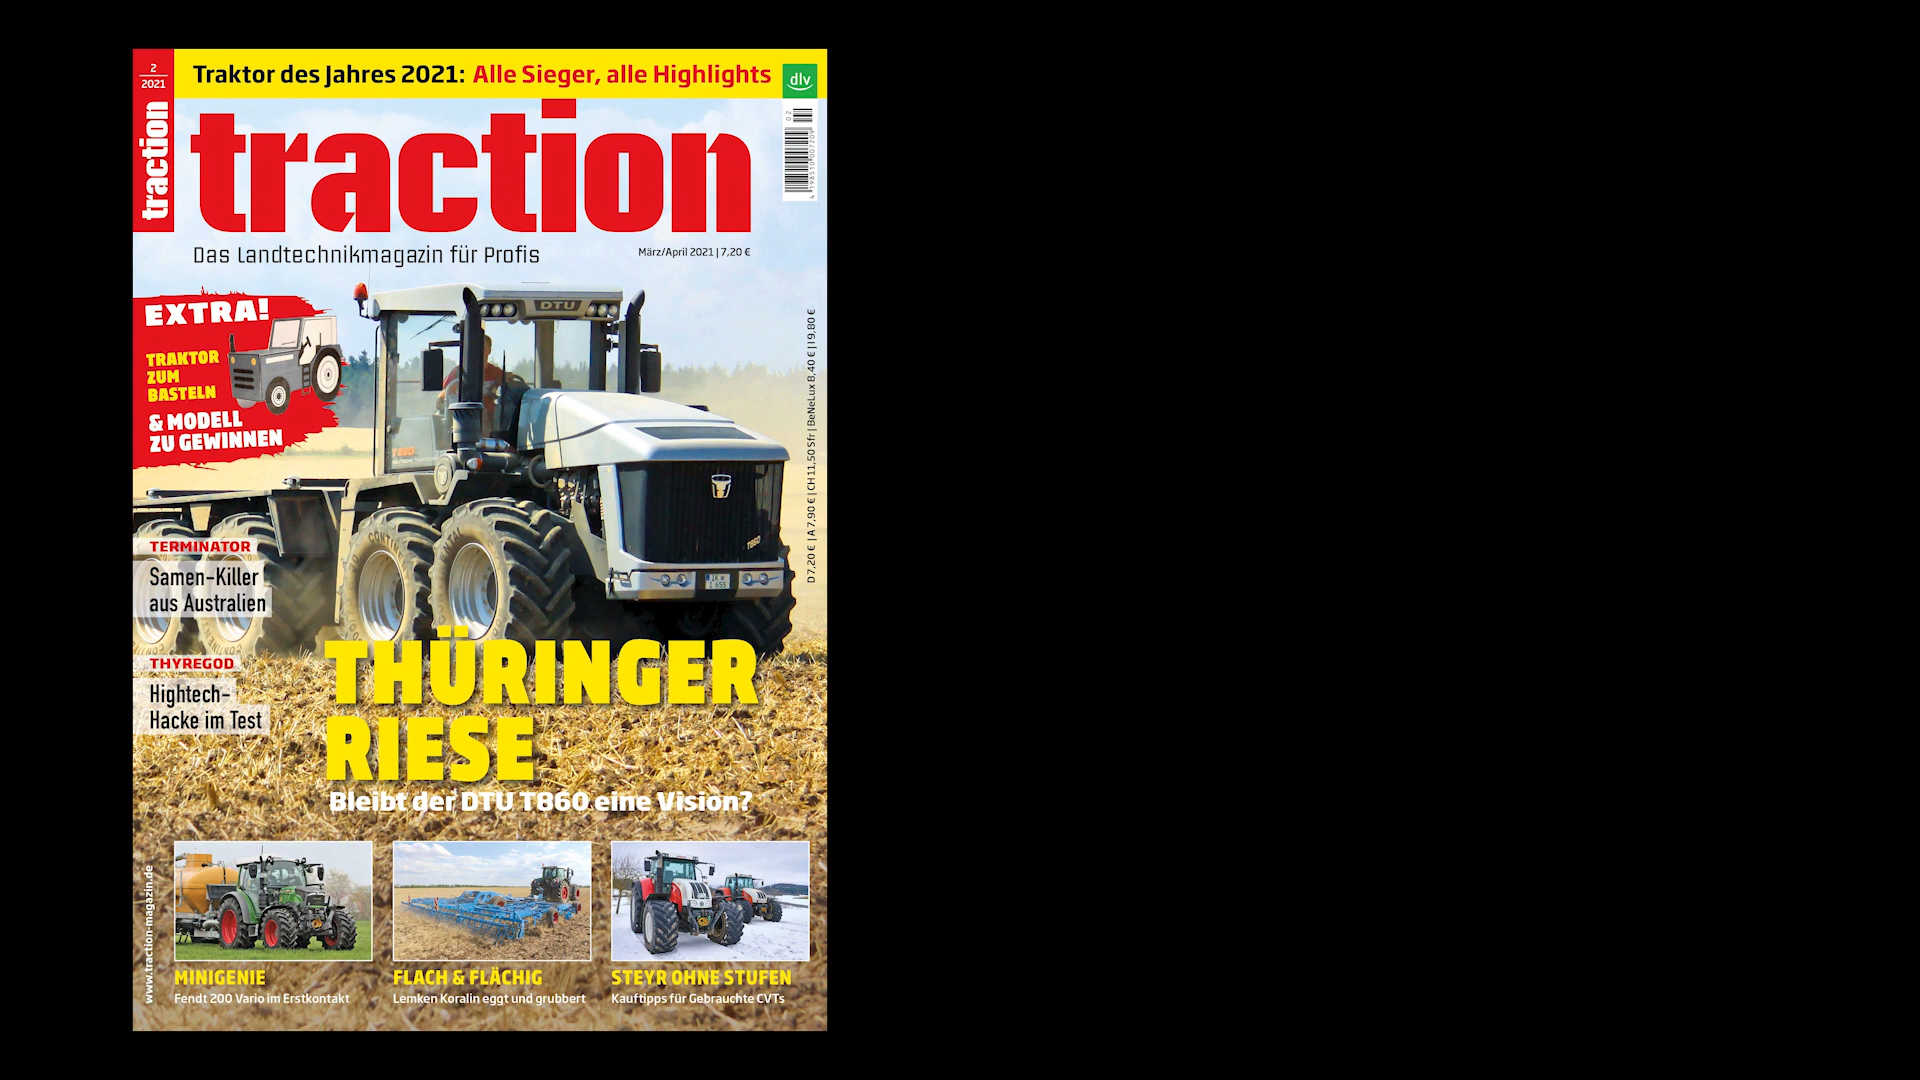 2
2021
traction
Traktor des Jahres 2021: Alle Sieger, alle Highlights
dlv
traction
Das Landtechnikmagazin für Profis
März/April 2021 | 7,20 €
EXTRA!
TRAKTOR
ZUM
BASTELN
& MODELL
ZU GEWINNEN
DTU
T860
D 7,20 € | A 7,90 € | CH 11,50 Sfr | BeNeLux 8,40 € | I 9,80 €
TERMINATOR
Samen-Killer
aus Australien
THYREGOD
Hightech-
Hacke im Test
THÜRINGER
RIESE
Bleibt der DTU T860 eine Vision?
www.traction-magazin.de
MINIGENIE
Fendt 200 Vario im Erstkontakt
FLACH & FLÄCHIG
Lemken Koralin eggt und grubbert
STEYR OHNE STUFEN
Kauftipps für Gebrauchte CVTs